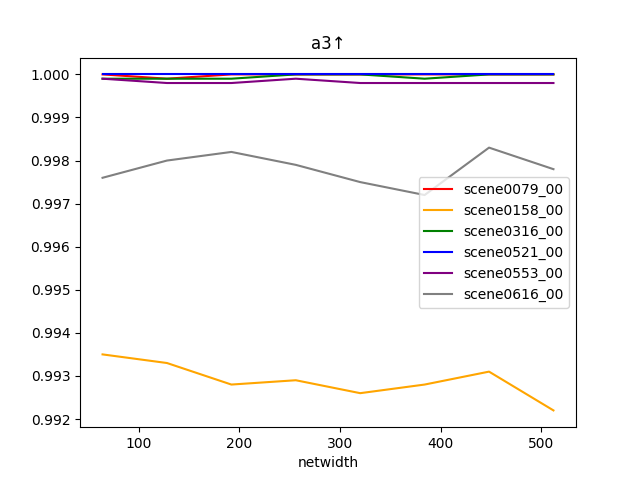 a3↑
1.000
0.999
0.998
0.997
0.996
0.995
0.994
0.993
0.992
100
200
300
400
500
netwidth
scene0079_00
scene0158_00
scene0316_00
scene0521_00
scene0553_00
scene0616_00